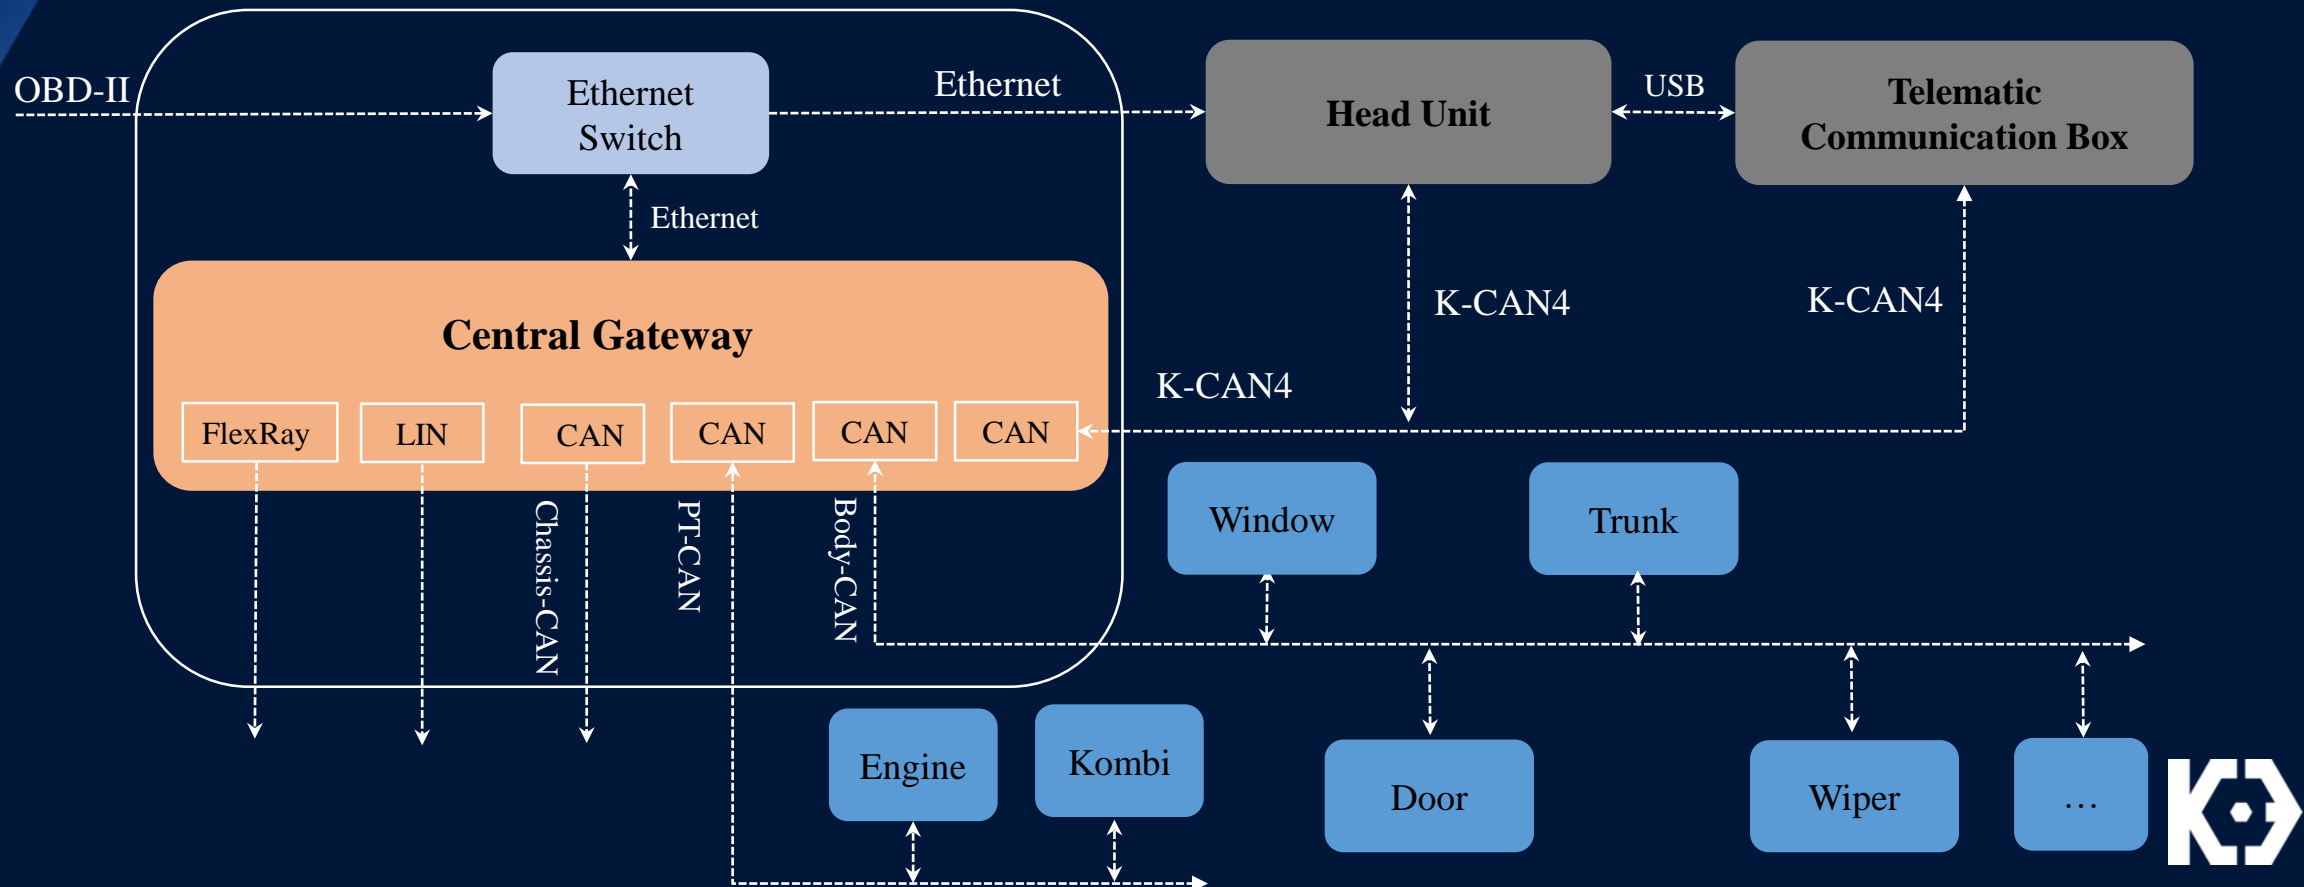 OBD-II
Ethernet
Switch
Ethernet
Head Unit
USB
Telematic
Communication Box
Ethernet
Central Gateway
K-CAN4
K-CAN4
K-CAN4
FlexRay
LIN
CAN
CAN
CAN
CAN
Chassis-CAN
PT-CAN
Body-CAN
Window
Trunk
Engine
Kombi
Door
Wiper
…